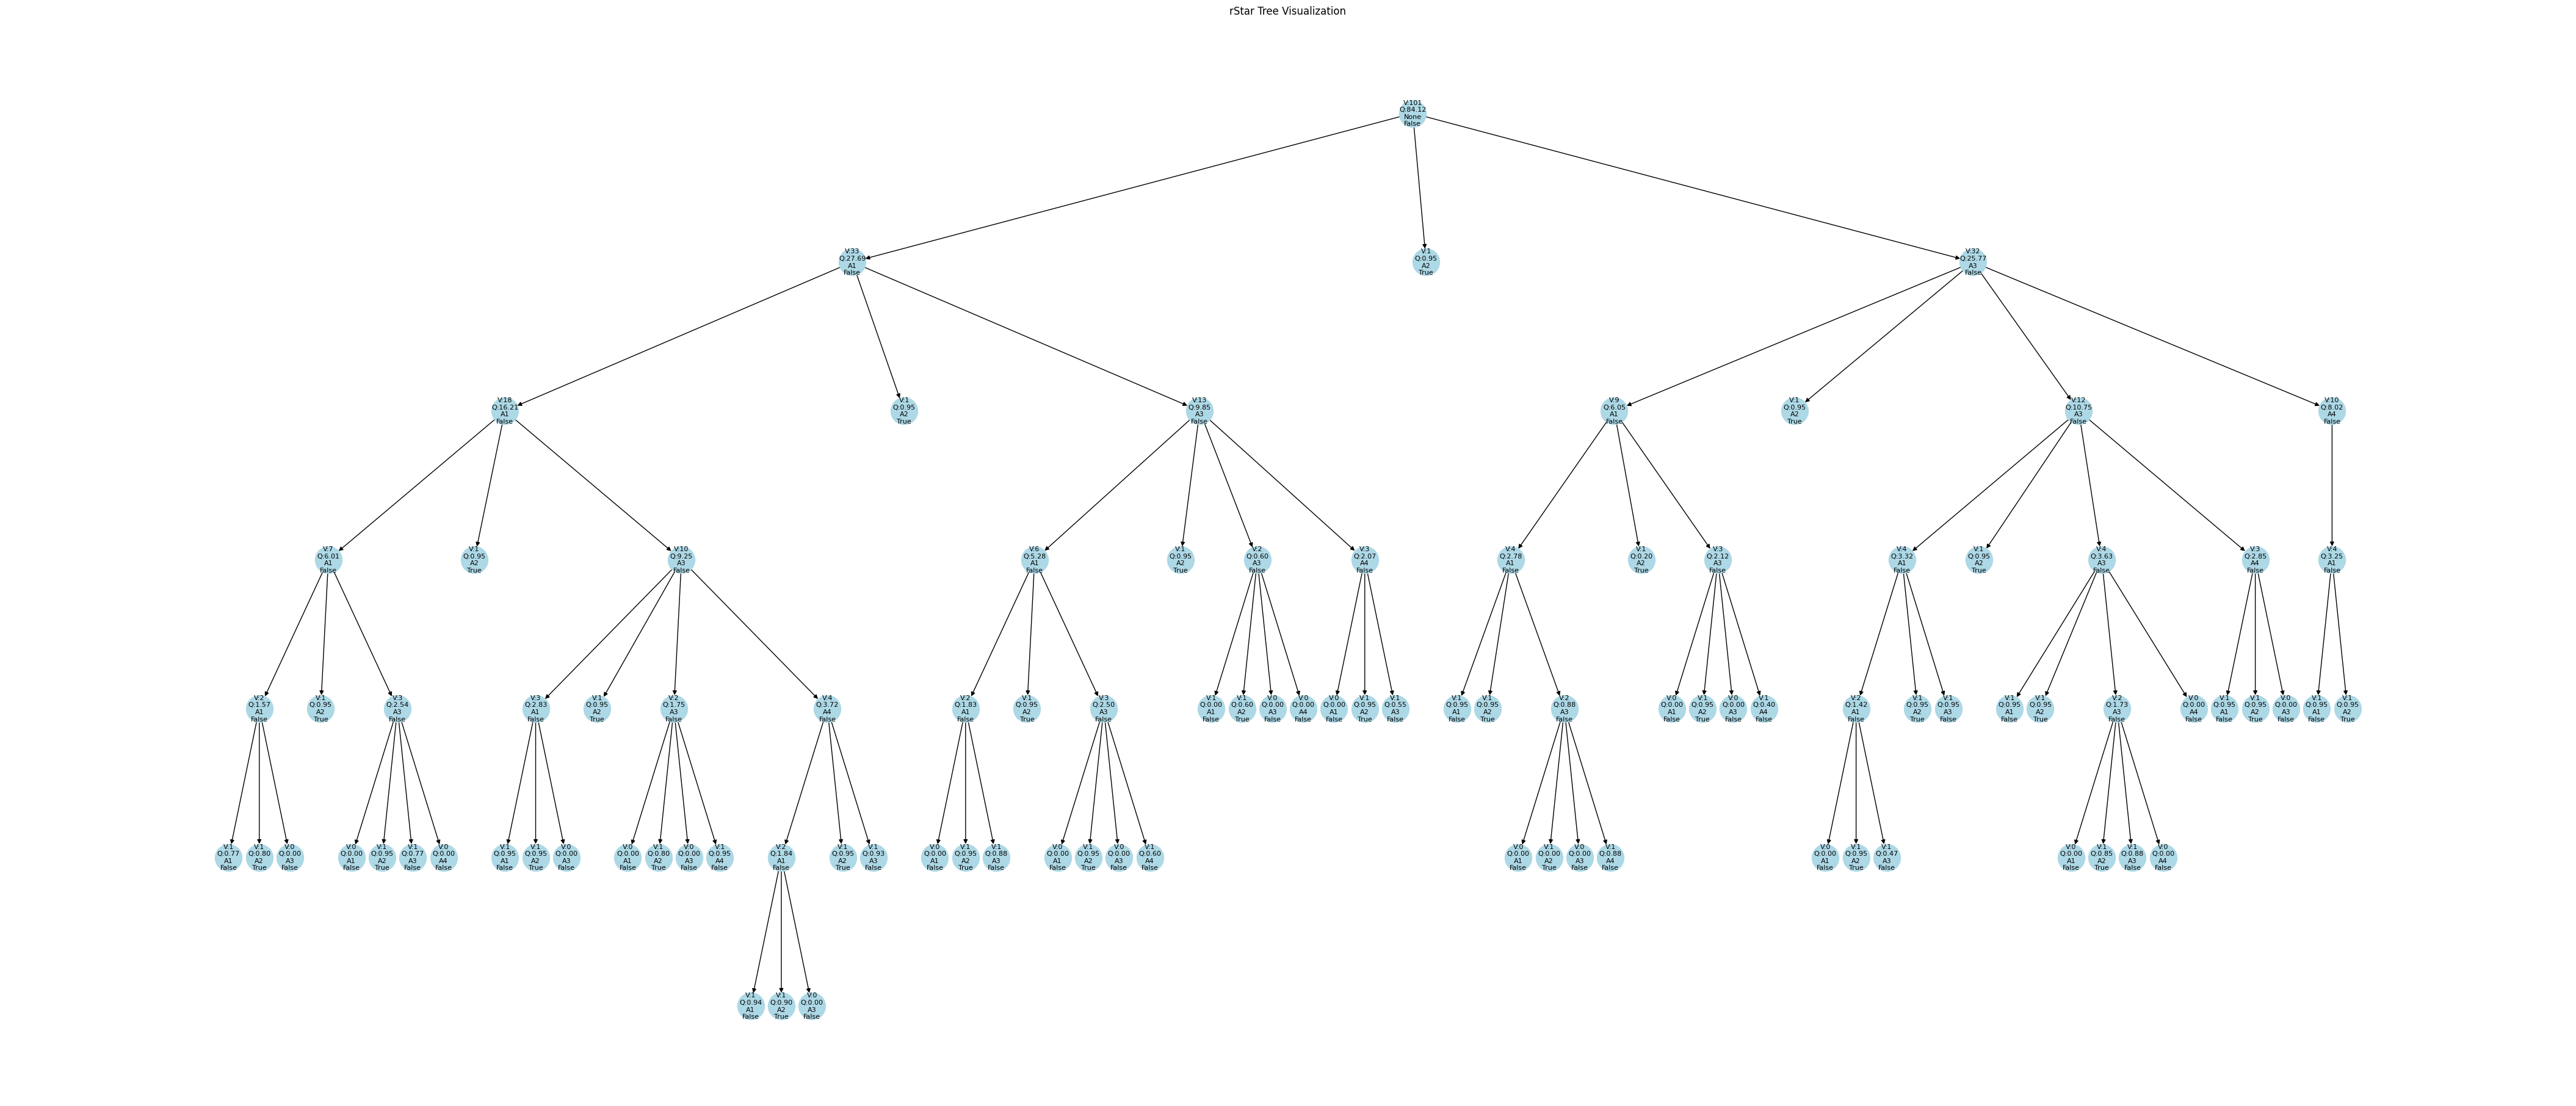 rStar Tree Visualization
V:101
Q:84.12
None
False
V:33
Q:27.69
A1
False
V:1
Q:0.95
A2
True
V:32
Q:25.77
A3
False
V:18
Q:16.21
A1
False
V:1
Q:0.95
A2
True
V:13
Q:9.85
A3
False
V:9
Q:6.05
A1
False
V:1
Q:0.95
A2
True
V:12
Q:10.75
A3
False
V:10
Q:8.02
A4
False
V:7
Q:6.01
A1
False
V:1
Q:0.95
A2
True
V:10
Q:9.25
A3
False
V:6
Q:5.28
A1
False
V:1
Q:0.95
A2
True
V:2
Q:0.60
A3
False
V:3
Q:2.07
A4
False
V:4
Q:2.78
A1
False
V:1
Q:0.20
A2
True
V:3
Q:2.12
A3
False
V:4
Q:3.32
A1
False
V:1
Q:0.95
A2
True
V:4
Q:3.63
A3
False
V:3
Q:2.85
A4
False
V:4
Q:3.25
A1
False
V:2
Q:1.57
A1
False
V:1
Q:0.95
A2
True
V:3
Q:2.54
A3
False
V:3
Q:2.83
A1
False
V:1
Q:0.95
A2
True
V:2
Q:1.75
A3
False
V:4
Q:3.72
A4
False
V:2
Q:1.83
A1
False
V:1
Q:0.95
A2
True
V:3
Q:2.50
A3
False
V:1
Q:0.00
A1
False
V:1
Q:0.60
A2
True
V:0
Q:0.00
A3
False
V:0
Q:0.00
A4
False
V:0
Q:0.00
A1
False
V:1
Q:0.95
A2
True
V:1
Q:0.55
A3
False
V:1
Q:0.95
A1
False
V:1
Q:0.95
A2
True
V:2
Q:0.88
A3
False
V:0
Q:0.00
A1
False
V:1
Q:0.95
A2
True
V:0
Q:0.00
A3
False
V:1
Q:0.40
A4
False
V:2
Q:1.42
A1
False
V:1
Q:0.95
A2
True
V:1
Q:0.95
A3
False
V:1
Q:0.95
A1
False
V:1
Q:0.95
A2
True
V:2
Q:1.73
A3
False
V:0
Q:0.00
A4
False
V:1
Q:0.95
A1
False
V:1
Q:0.95
A2
True
V:0
Q:0.00
A3
False
V:1
Q:0.95
A1
False
V:1
Q:0.95
A2
True
V:1
Q:0.77
A1
False
V:1
Q:0.80
A2
True
V:0
Q:0.00
A3
False
V:0
Q:0.00
A1
False
V:1
Q:0.95
A2
True
V:1
Q:0.77
A3
False
V:0
Q:0.00
A4
False
V:1
Q:0.95
A1
False
V:1
Q:0.95
A2
True
V:0
Q:0.00
A3
False
V:0
Q:0.00
A1
False
V:1
Q:0.80
A2
True
V:0
Q:0.00
A3
False
V:1
Q:0.95
A4
False
V:2
Q:1.84
A1
False
V:1
Q:0.95
A2
True
V:1
Q:0.93
A3
False
V:0
Q:0.00
A1
False
V:1
Q:0.95
A2
True
V:1
Q:0.88
A3
False
V:0
Q:0.00
A1
False
V:1
Q:0.95
A2
True
V:0
Q:0.00
A3
False
V:1
Q:0.60
A4
False
V:0
Q:0.00
A1
False
V:1
Q:0.00
A2
True
V:0
Q:0.00
A3
False
V:1
Q:0.88
A4
False
V:0
Q:0.00
A1
False
V:1
Q:0.95
A2
True
V:1
Q:0.47
A3
False
V:0
Q:0.00
A1
False
V:1
Q:0.85
A2
True
V:1
Q:0.88
A3
False
V:0
Q:0.00
A4
False
V:1
Q:0.94
A1
False
V:1
Q:0.90
A2
True
V:0
Q:0.00
A3
False